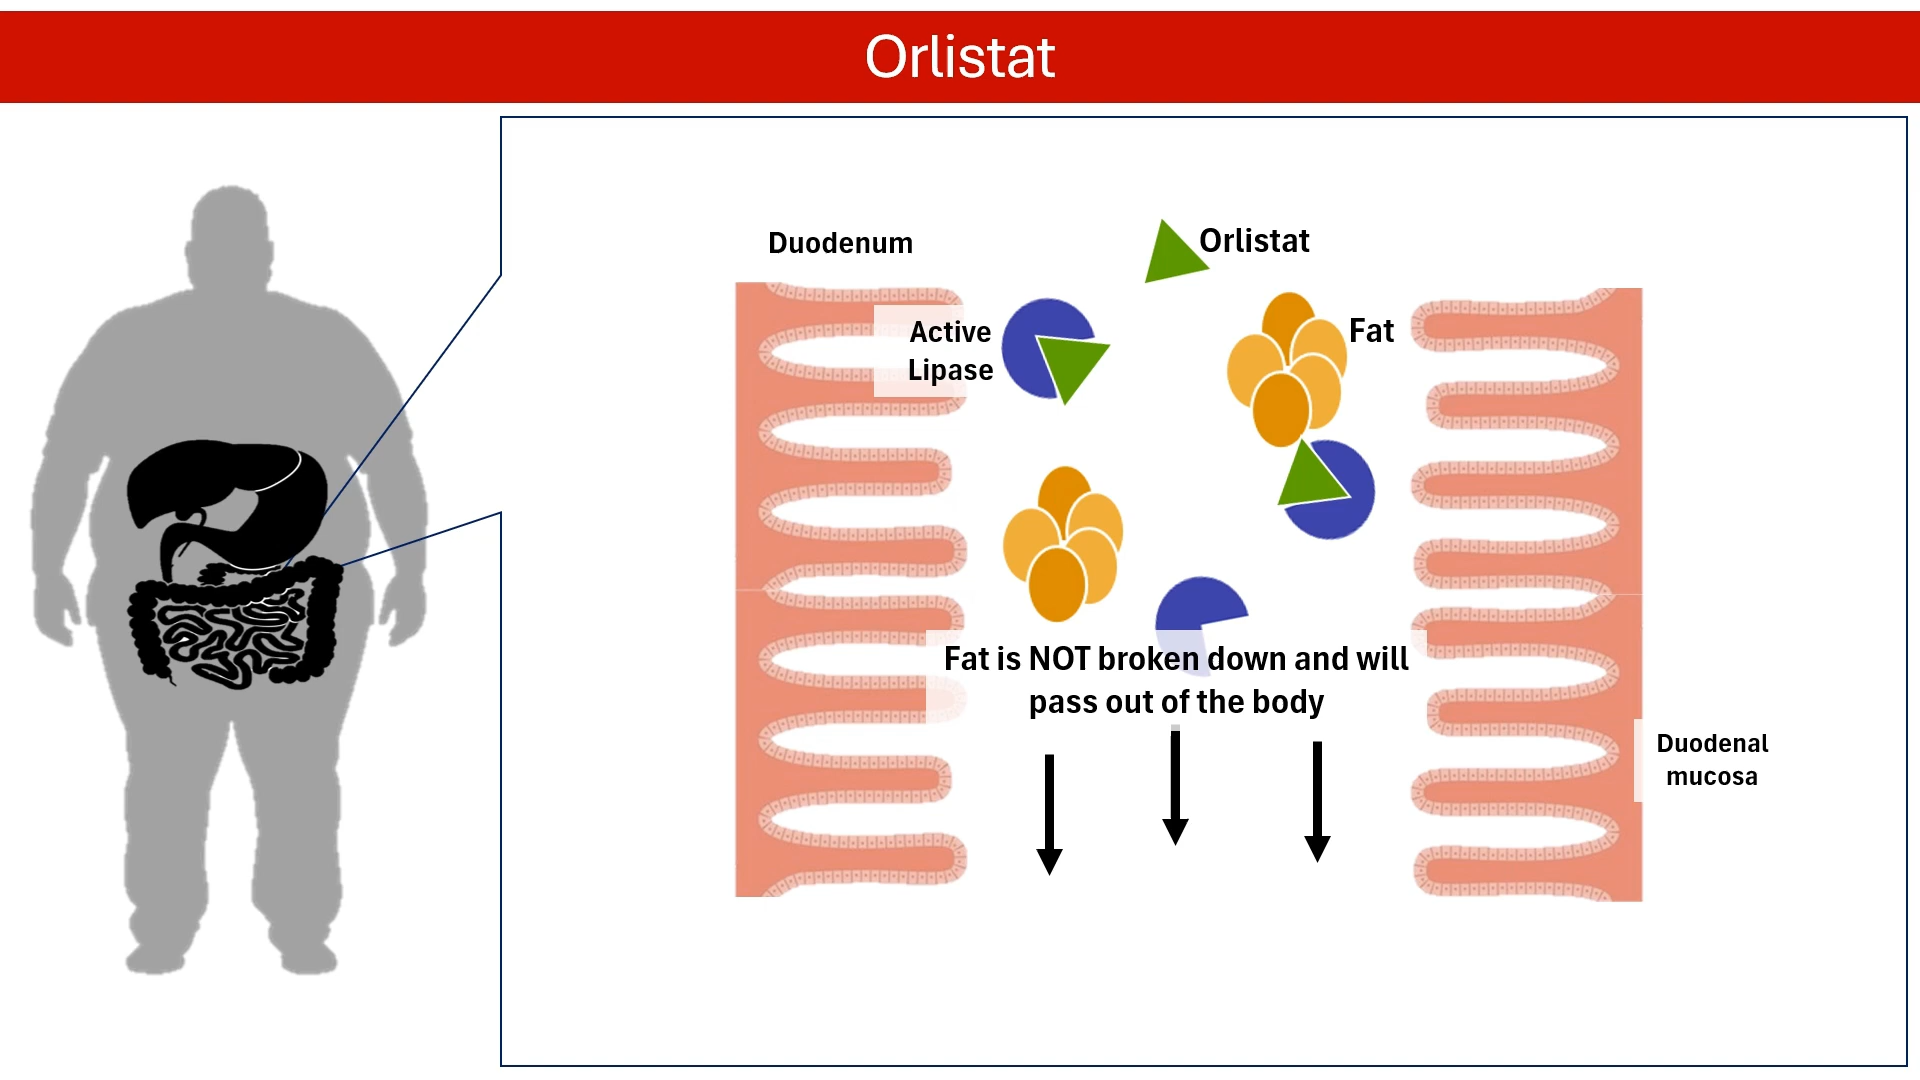 Orlistat
Duodenum
Orlistat
Active
Lipase
Fat
Fat is NOT broken down and will
pass out of the body
Duodenal
mucosa